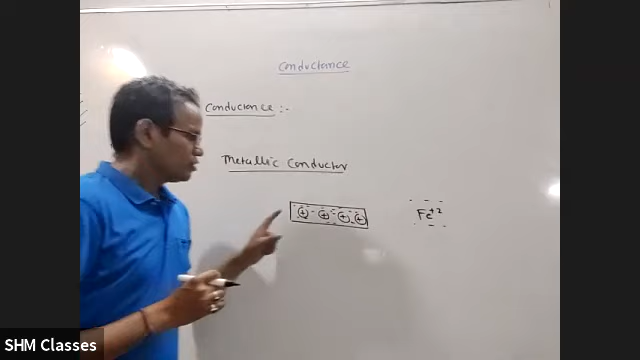 Conductance
Conductance :-
Metallic Conductor
Fe+2
SHM Classes